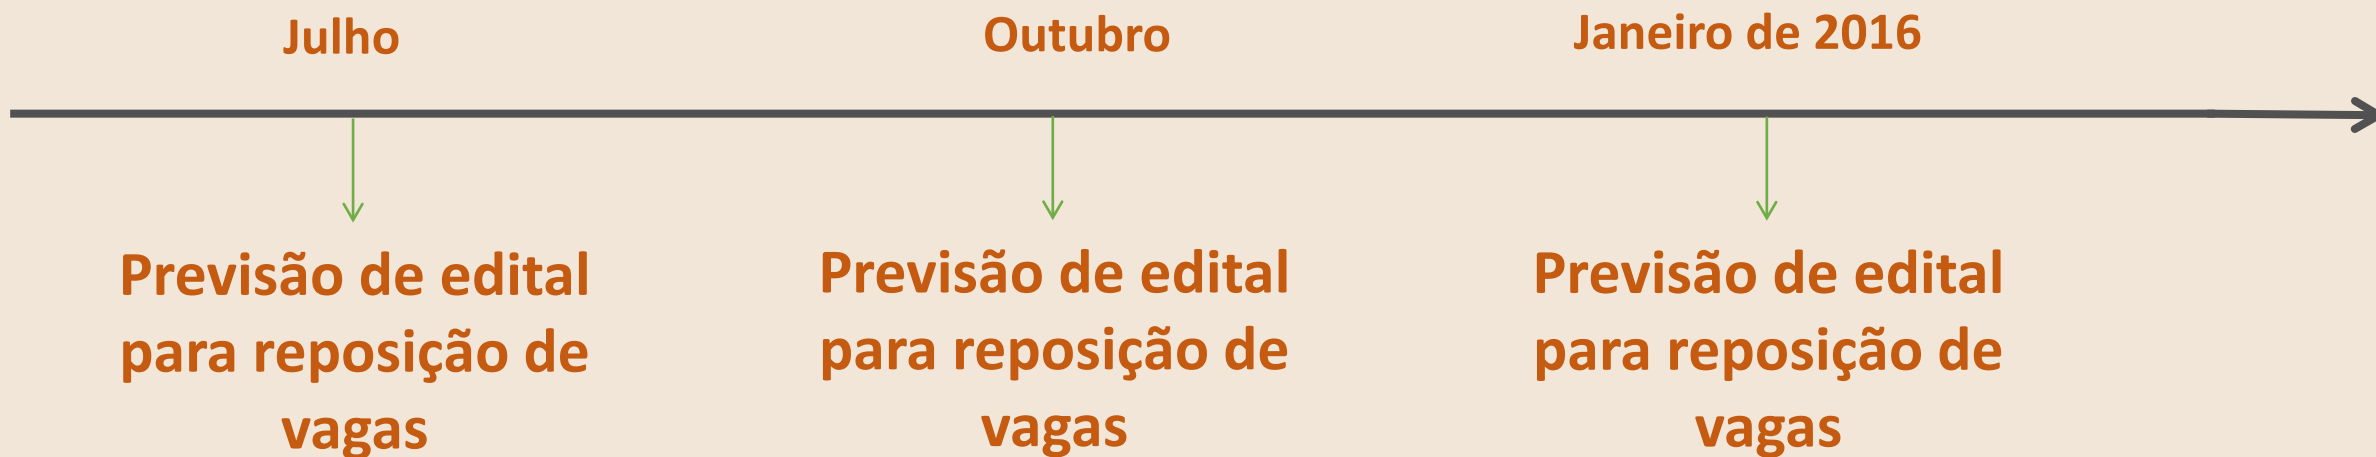 Julho
Outubro
Janeiro de 2016
Previsão de edital
para reposição de
vagas
Previsão de edital
para reposição de
vagas
Previsão de edital
para reposição de
vagas